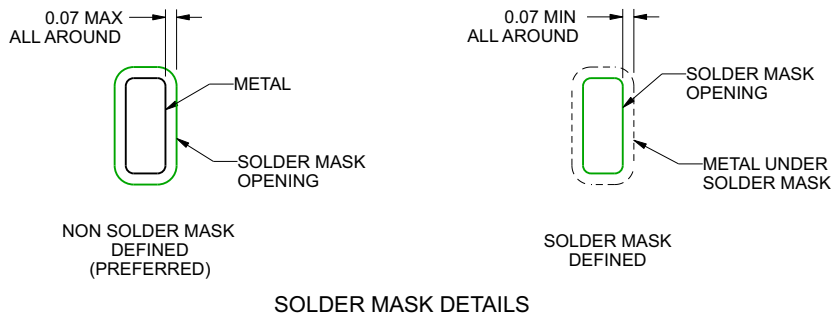 0.07 MAX
ALL AROUND
METAL
SOLDER MASK
OPENING
NON SOLDER MASK
DEFINED
(PREFERRED)
0.07 MIN
ALL AROUND
SOLDER MASK
OPENING
METAL UNDER
SOLDER MASK
SOLDER MASK
DEFINED
SOLDER MASK DETAILS